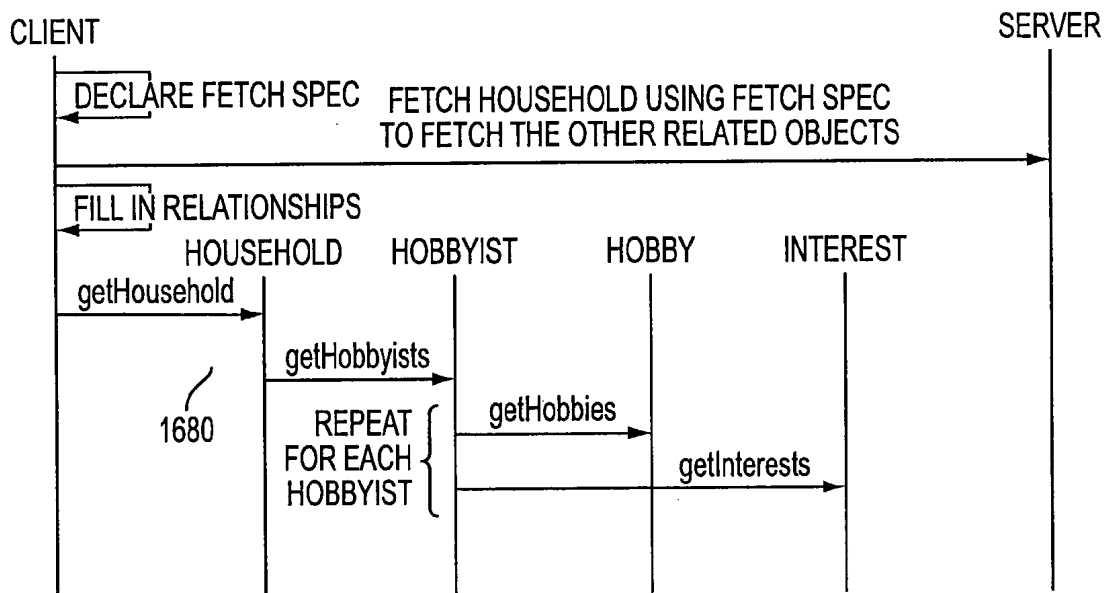 CLIENT
SERVER
DECLARE FETCH SPEC
FETCH HOUSEHOLD USING FETCH SPEC
TO FETCH THE OTHER RELATED OBJECTS
FILL IN RELATIONSHIPS
HOUSEHOLD
HOBBYIST
HOBBY
INTEREST
getHousehold
getHobbyists
1680
REPEAT
FOR EACH
HOBBYIST
getHobbies
getInterests